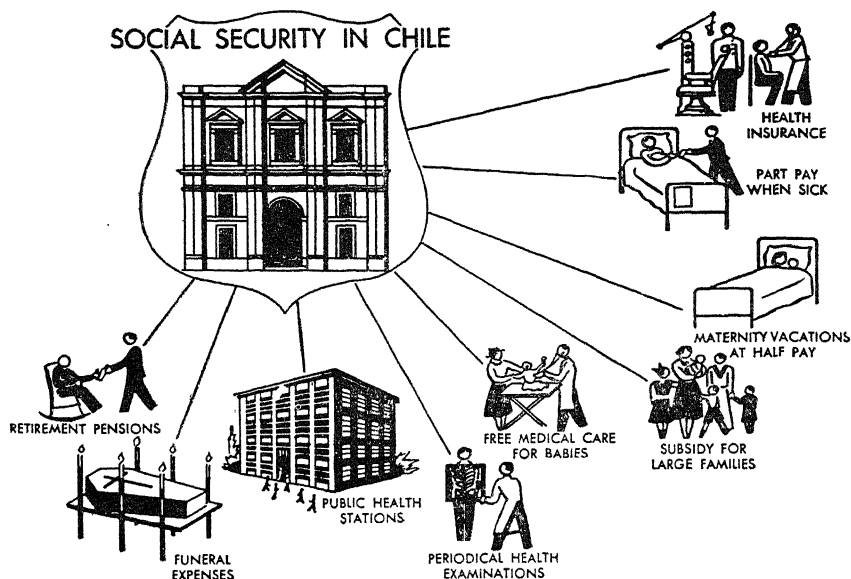 SOCIAL SECURITY IN CHILE
HEALTH
INSURANCE
PART PAY
WHEN SICK
MATERNITY VACATIONS
AT HALF PAY
SUBSIDY FOR
LARGE FAMILIES
FREE MEDICAL CARE
FOR BABIES
PERIODICAL HEALTH
EXAMINATIONS
PUBLIC HEALTH
STATIONS
FUNERAL
EXPENSES
RETIREMENT PENSIONS